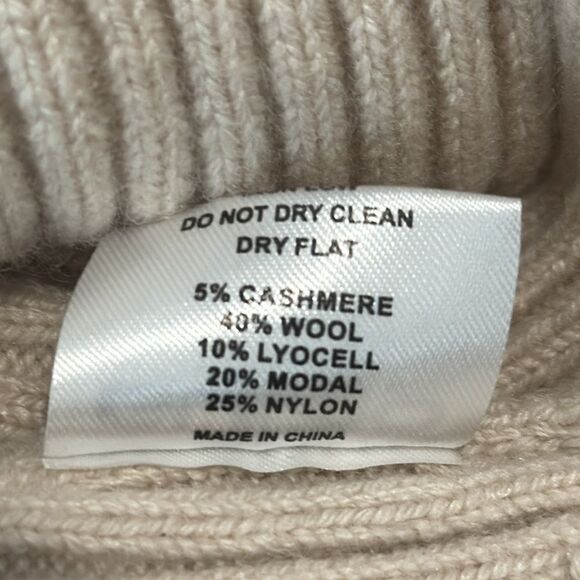 DO NOT DRY CLEAN
DRY FLAT
5% CASHMERE
40% WOOL
10% LYOCELL
20% MODAL
25% NYLON
MADE IN CHINA